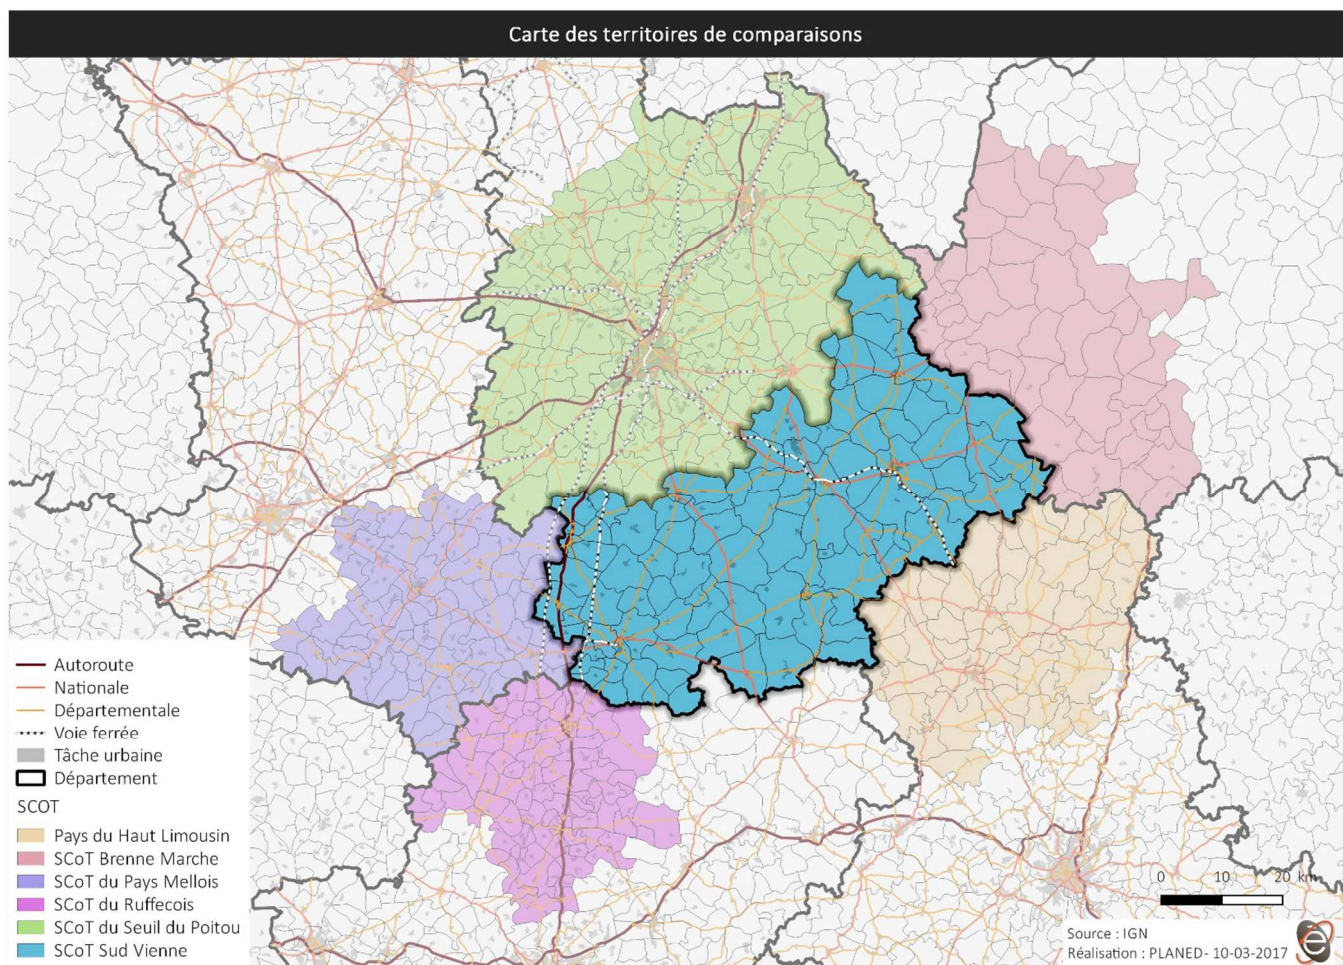 Carte des territoires de comparaisons
Autoroute
Nationale
Départementale
Voie ferrée
Tâche urbaine
Département
SCOT
Pays du Haut Limousin
SCoT Brenne Marche
SCoT du Pays Mellois
SCoT du Ruffecois
SCoT du Seuil du Poitou
SCoT Sud Vienne
0 10 20 km
Source : IGN
Réalisation : PLANED- 10-03-2017
e